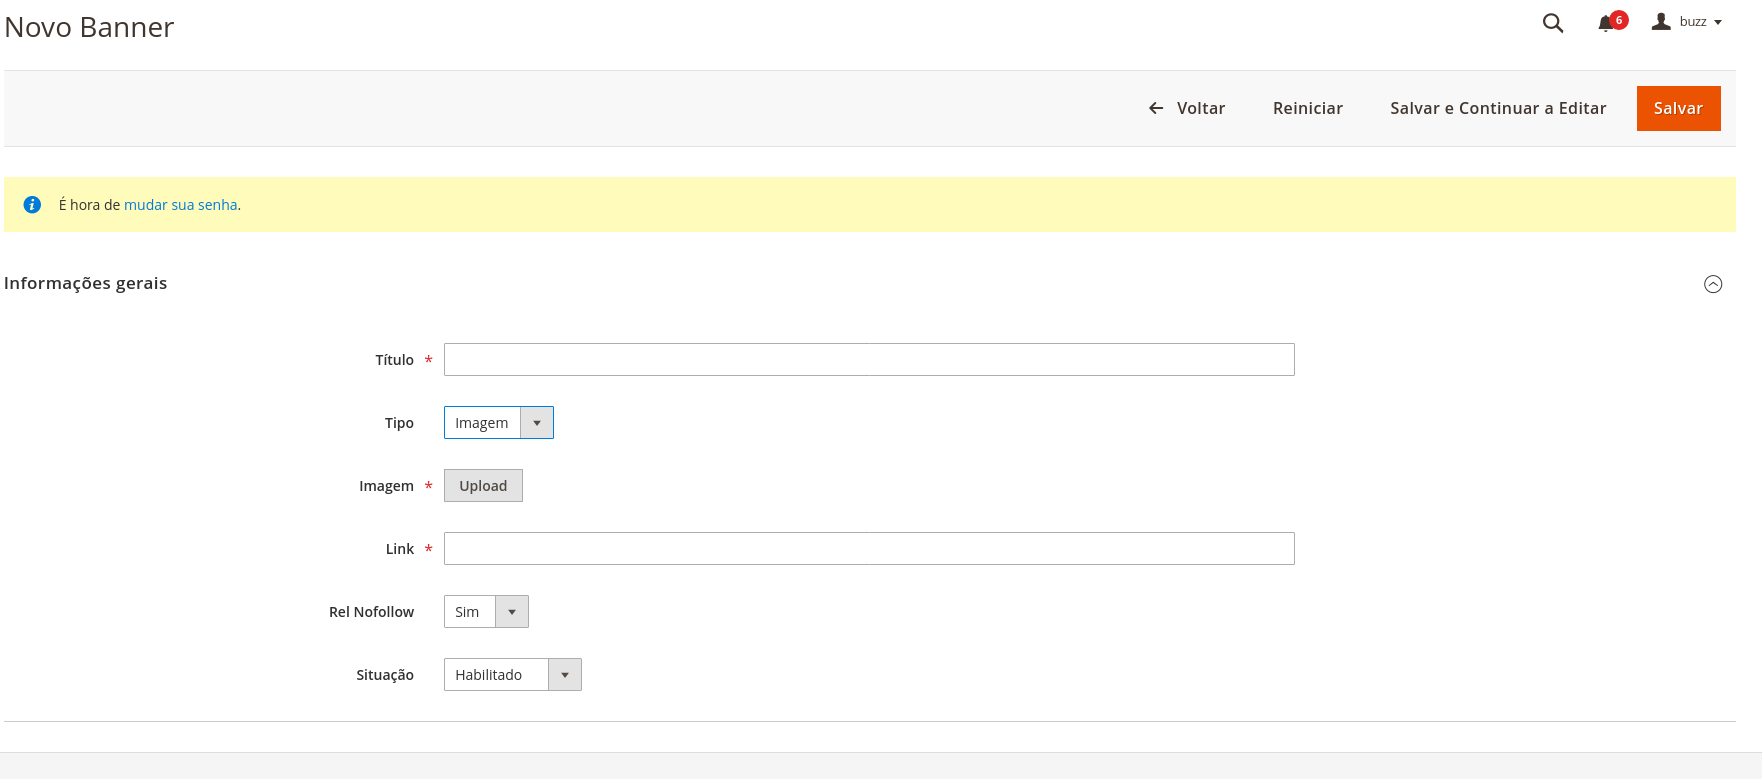 Novo Banner
6
buzz
Voltar
Reiniciar
Salvar e Continuar a Editar
Salvar
É hora de mudar sua senha.
Informações gerais
Título *
Tipo
Imagem
Imagem *
Upload
Link *
Rel Nofollow
Sim
Situação
Habilitado